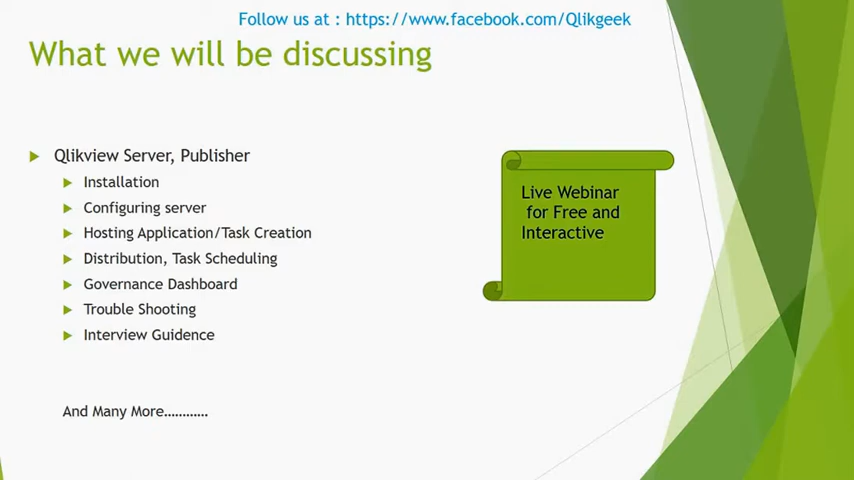 Follow us at : https://www.facebook.com/Qlikgeek
What we will be discussing
Qlikview Server, Publisher
Installation
Configuring server
Hosting Application/Task Creation
Distribution, Task Scheduling
Governance Dashboard
Trouble Shooting
Interview Guidence
And Many More............
Live Webinar
for Free and
Interactive